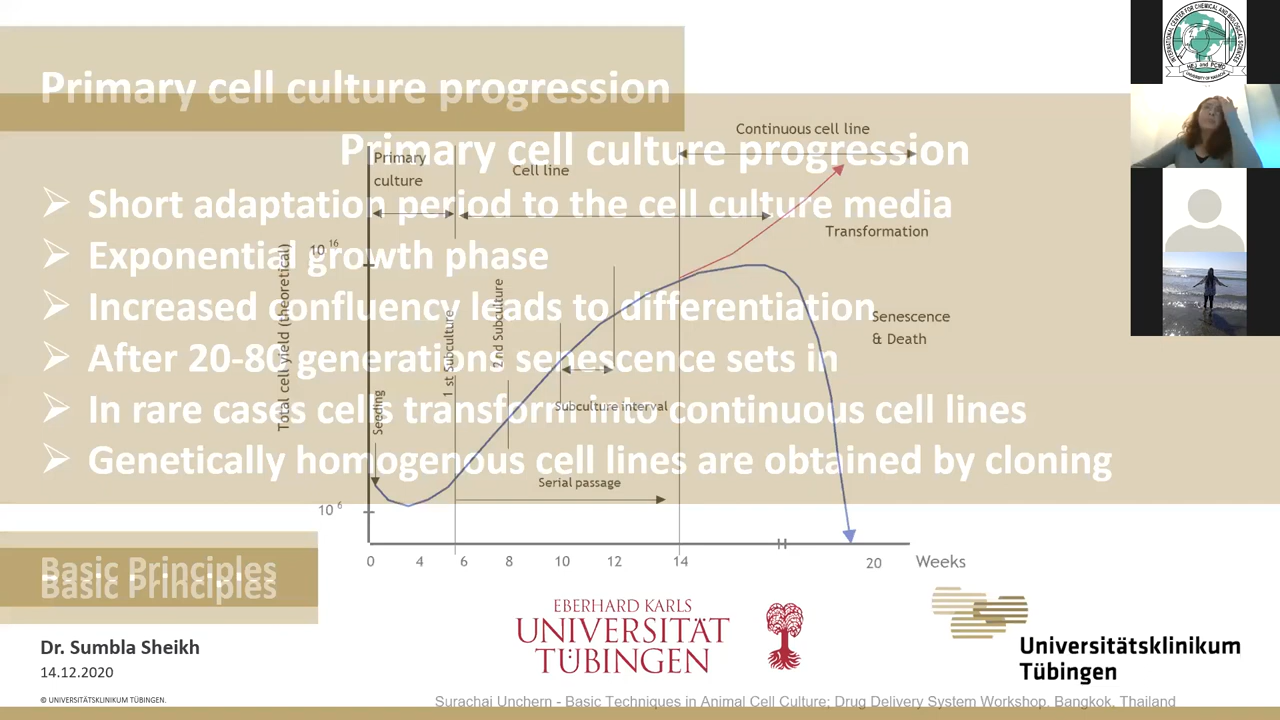 Primary cell culture progression
Primary cell culture progression
Short adaptation period to the cell culture media
Exponential growth phase
Increased confluency leads to differentiation
After 20-80 generations senescence sets in
In rare cases cells transform into continuous cell lines
Genetically homogenous cell lines are obtained by cloning
Continuous cell line
Primary
culture
Cell line
Transformation
Senescence
& Death
Total cell yield (theoretical)
10 16
10 6
Seeding
1 st Subculture
2 nd Subculture
Subculture interval
Serial passage
0 4 6 8 10 12 14 20 Weeks
Basic Principles
Basic Principles
Dr. Sumbla Sheikh
14.12.2020
© UNIVERSITÄTSKLINIKUM TÜBINGEN.
EBERHARD KARLS
UNIVERSITÄT
TÜBINGEN
Universitätsklinikum
Tübingen
Surachai Unchern - Basic Techniques in Animal Cell Culture; Drug Delivery System Workshop, Bangkok, Thailand